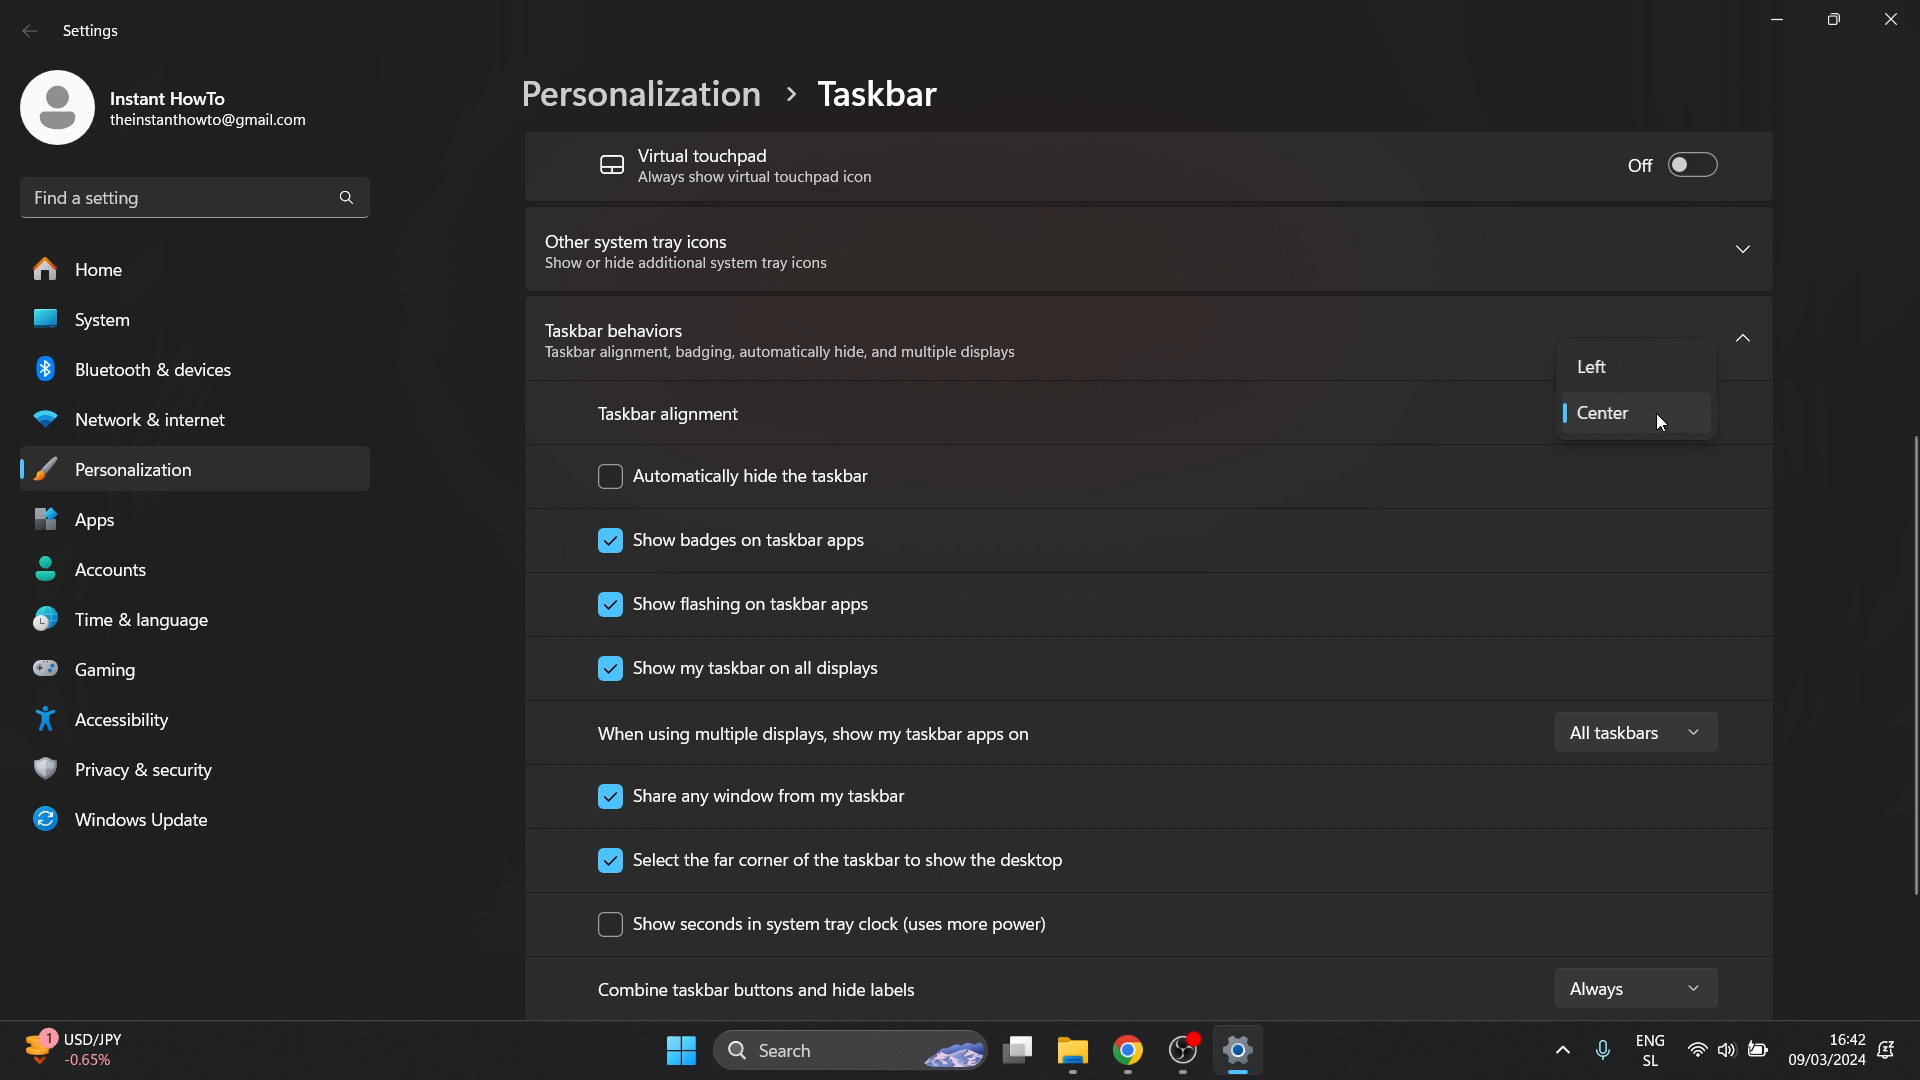 Settings
Instant HowTo
theinstanthowto@gmail.com
Find a setting
Home
System
Bluetooth & devices
Network & internet
Personalization
Apps
Accounts
Time & language
Gaming
Accessibility
Privacy & security
Windows Update
Personalization › Taskbar
Virtual touchpad
Always show virtual touchpad icon
Off
Other system tray icons
Show or hide additional system tray icons
Taskbar behaviors
Taskbar alignment, badging, automatically hide, and multiple displays
Left
Taskbar alignment
Center
Automatically hide the taskbar
Show badges on taskbar apps
Show flashing on taskbar apps
Show my taskbar on all displays
When using multiple displays, show my taskbar apps on
All taskbars
Share any window from my taskbar
Select the far corner of the taskbar to show the desktop
Show seconds in system tray clock (uses more power)
Combine taskbar buttons and hide labels
Always
1
USD/JPY
-0.65%
Search
ENG
SL
16:42
09/03/2024